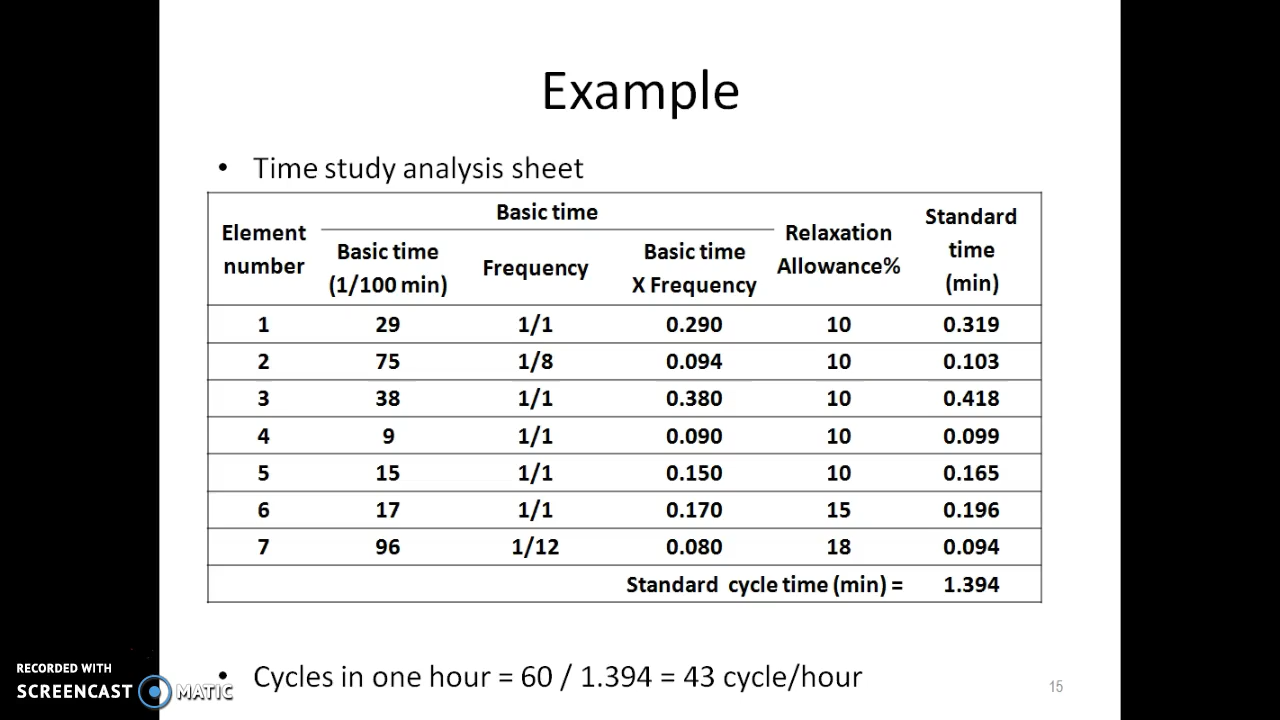 Example
• Time study analysis sheet
Element number Basic time Relaxation Allowance% Standard time (min)
Basic time (1/100 min) Frequency Basic time X Frequency
1 29 1/1 0.290 10 0.319
2 75 1/8 0.094 10 0.103
3 38 1/1 0.380 10 0.418
4 9 1/1 0.090 10 0.099
5 15 1/1 0.150 10 0.165
6 17 1/1 0.170 15 0.196
7 96 1/12 0.080 18 0.094
Standard cycle time (min) = 1.394
• Cycles in one hour = 60 / 1.394 = 43 cycle/hour
15
RECORDED WITH
SCREENCAST MATIC